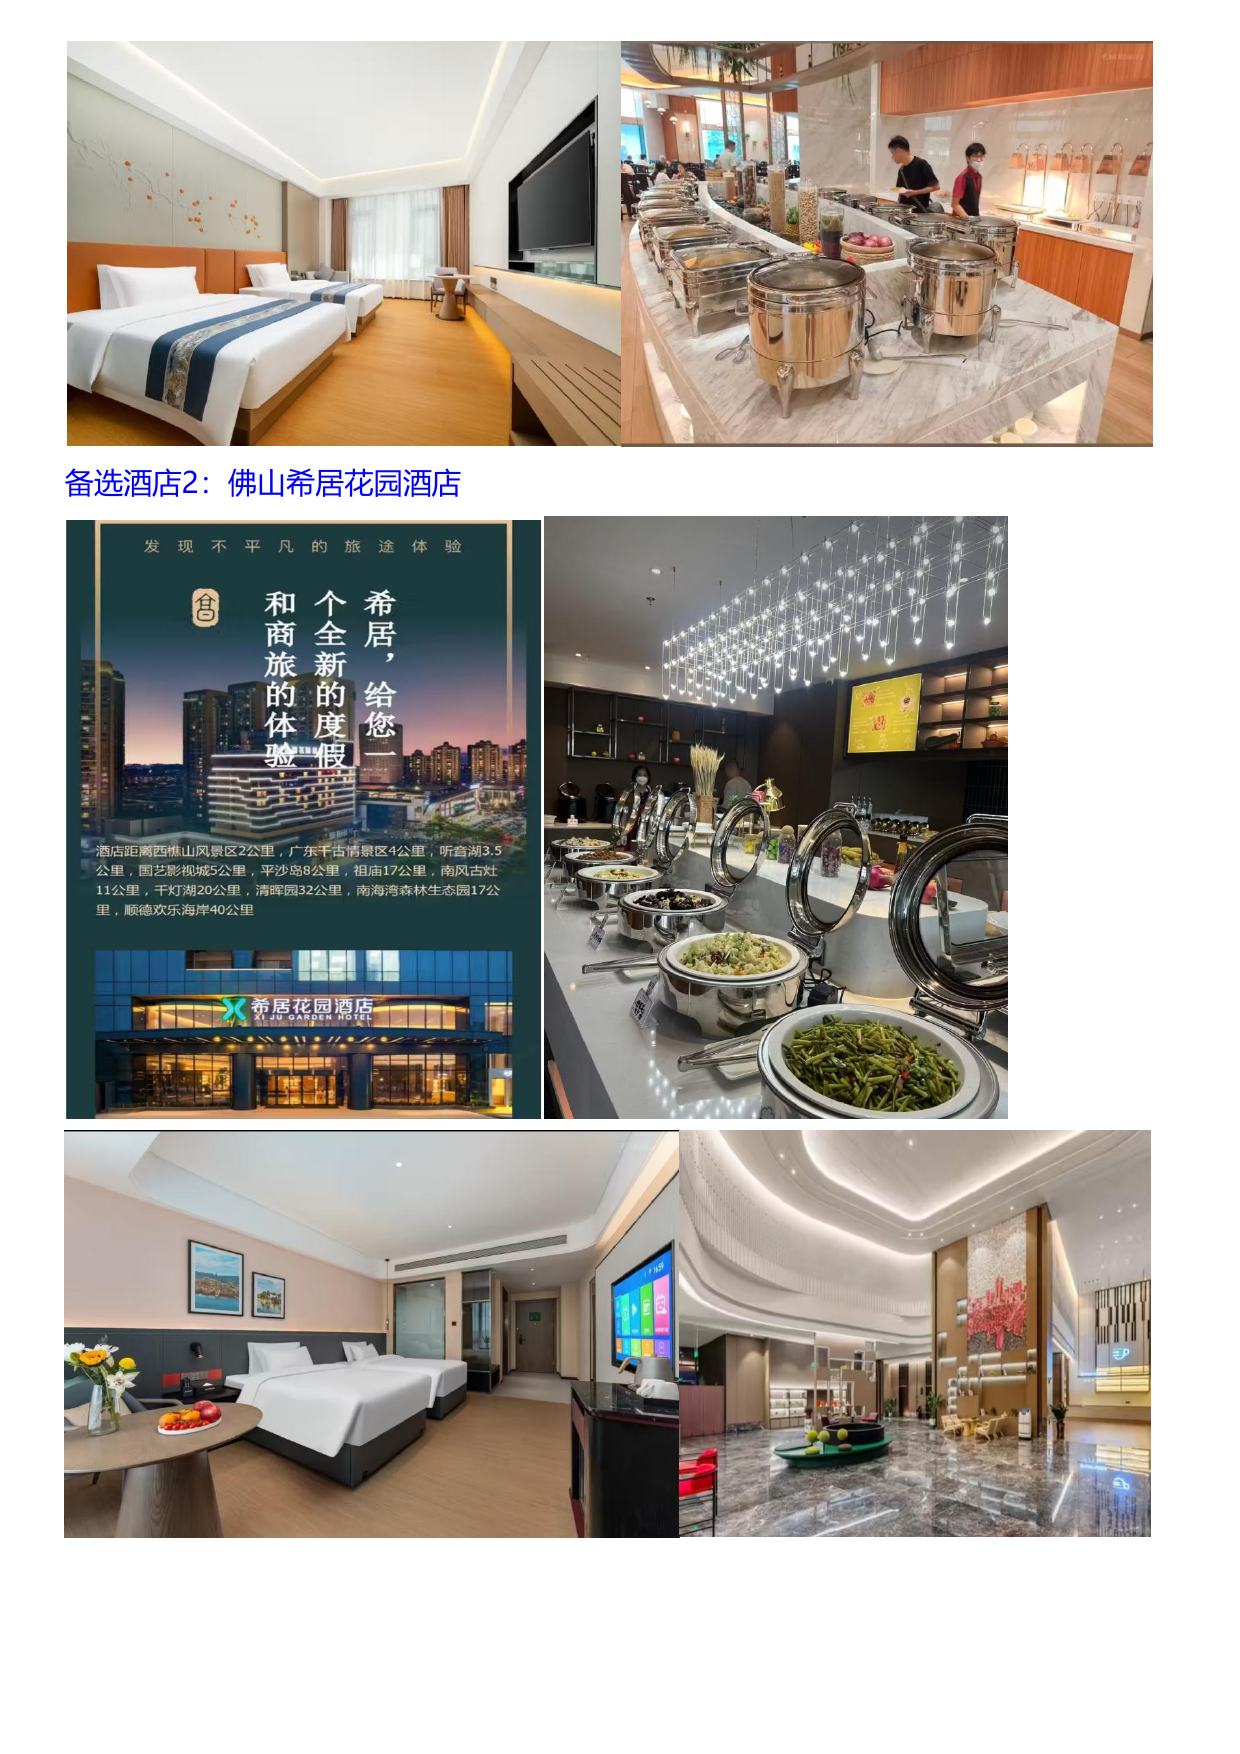 备选酒店2：佛山希居花园酒店
发现不平凡的旅途体验
希居，给您一
个全新的度假
和商旅的体验
酒店距离西樵山风景区2公里，广东千古情景区4公里，听音湖3.5
公里，国艺影视城5公里，平沙岛8公里，祖庙17公里，南风古灶
11公里，千灯湖20公里，清晖园32公里，南海湾森林生态园17公
里，顺德欢乐海岸40公里
希居花园酒店
XI JU GARDEN HOTEL
16:59